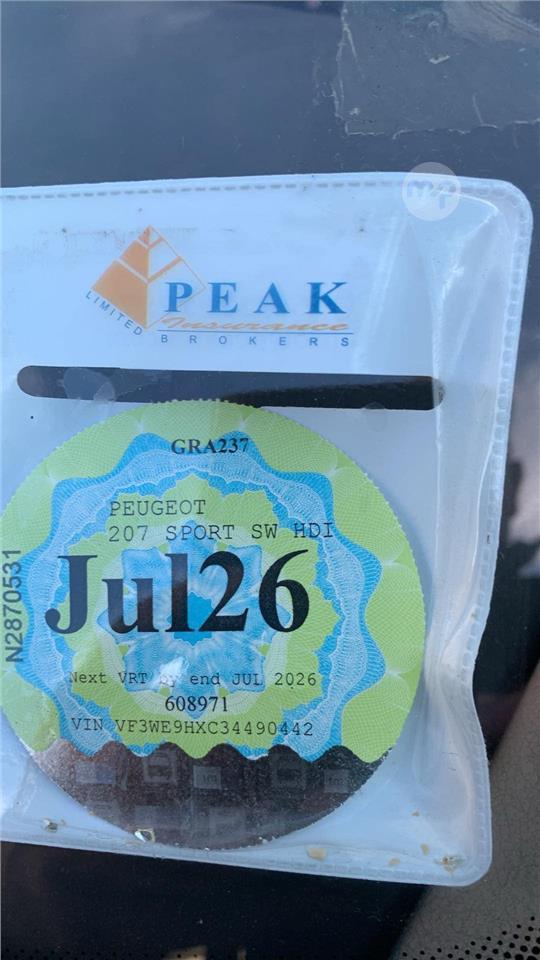 PEAK
LIMITED
Insurance
BROKERS
GRA237
PEUGEOT
207 SPORT SW HDI
Jul26
N2870531
Next VRT by end JUL 2026
608971
VIN VF3WE9HXC34490442